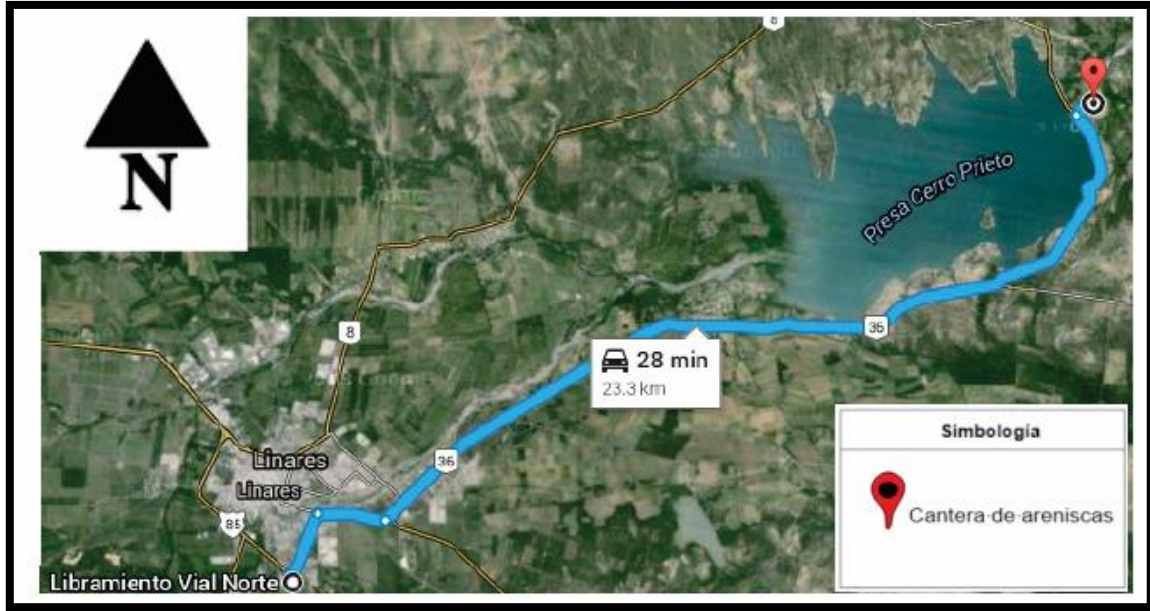 N
8
Presa Cerro Prieto
8
36
28 min
23.3 km
Simbología
36
Linares
Linares
Cantera-de-areniscas
85
Libramiento Vial Norte